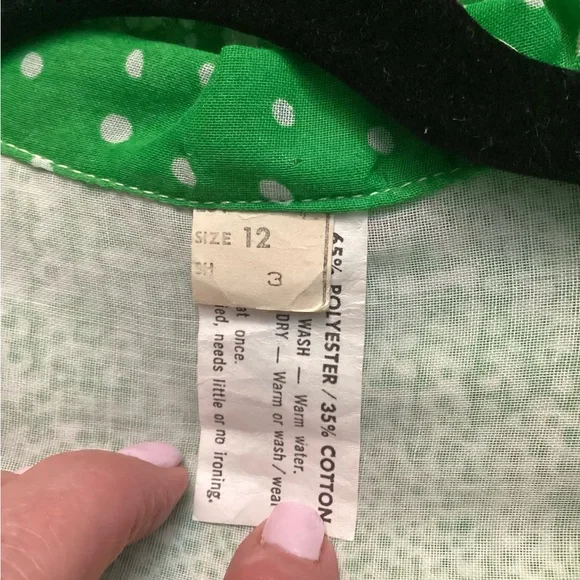 SIZE 12
3
65% POLYESTER / 35% COTTON
WASH — Warm water.
DRY — Warm or wash / wear
at once.
needs little or no ironing.